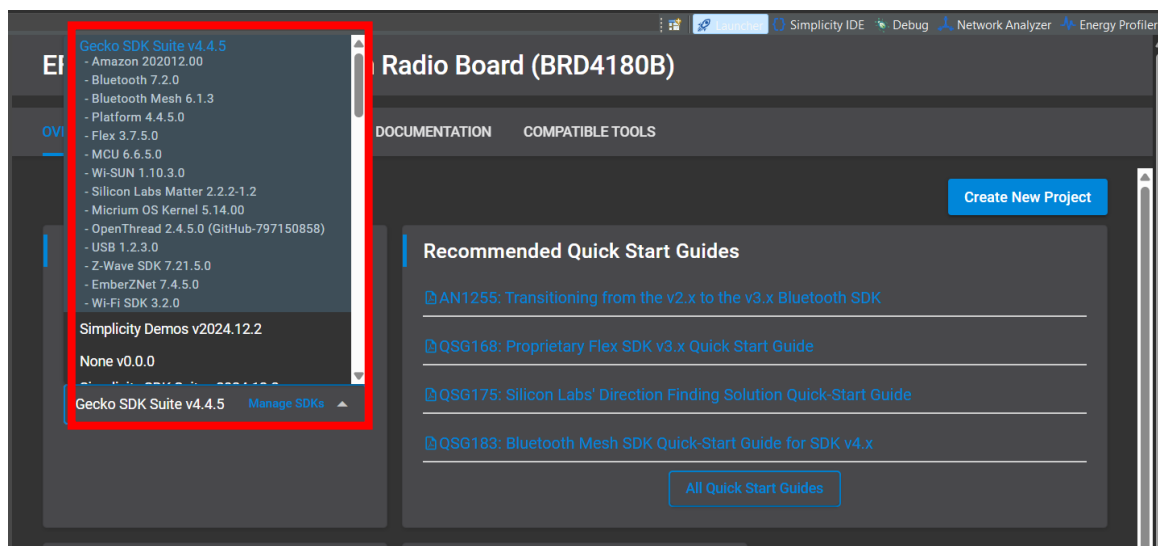 Launcher Simplicity IDE Debug Network Analyzer Energy Profiler
Gecko SDK Suite v4.4.5
- Amazon 202012.00
- Bluetooth 7.2.0
- Bluetooth Mesh 6.1.3
- Platform 4.4.5.0
- Flex 3.7.5.0
- MCU 6.6.5.0
- Wi-SUN 1.10.3.0
- Silicon Labs Matter 2.2.2-1.2
- Micrium OS Kernel 5.14.00
- OpenThread 2.4.5.0 (GitHub-797150858)
- USB 1.2.3.0
- Z-Wave SDK 7.21.5.0
- EmberZNet 7.4.5.0
- Wi-Fi SDK 3.2.0
Simplicity Demos v2024.12.2
None v0.0.0
Gecko SDK Suite v4.4.5 Manage SDKs
Radio Board (BRD4180B)
DOCUMENTATION COMPATIBLE TOOLS
Create New Project
Recommended Quick Start Guides
AN1255: Transitioning from the v2.x to the v3.x Bluetooth SDK
QSG168: Proprietary Flex SDK v3.x Quick Start Guide
QSG175: Silicon Labs' Direction Finding Solution Quick-Start Guide
QSG183: Bluetooth Mesh SDK Quick-Start Guide for SDK v4.x
All Quick Start Guides